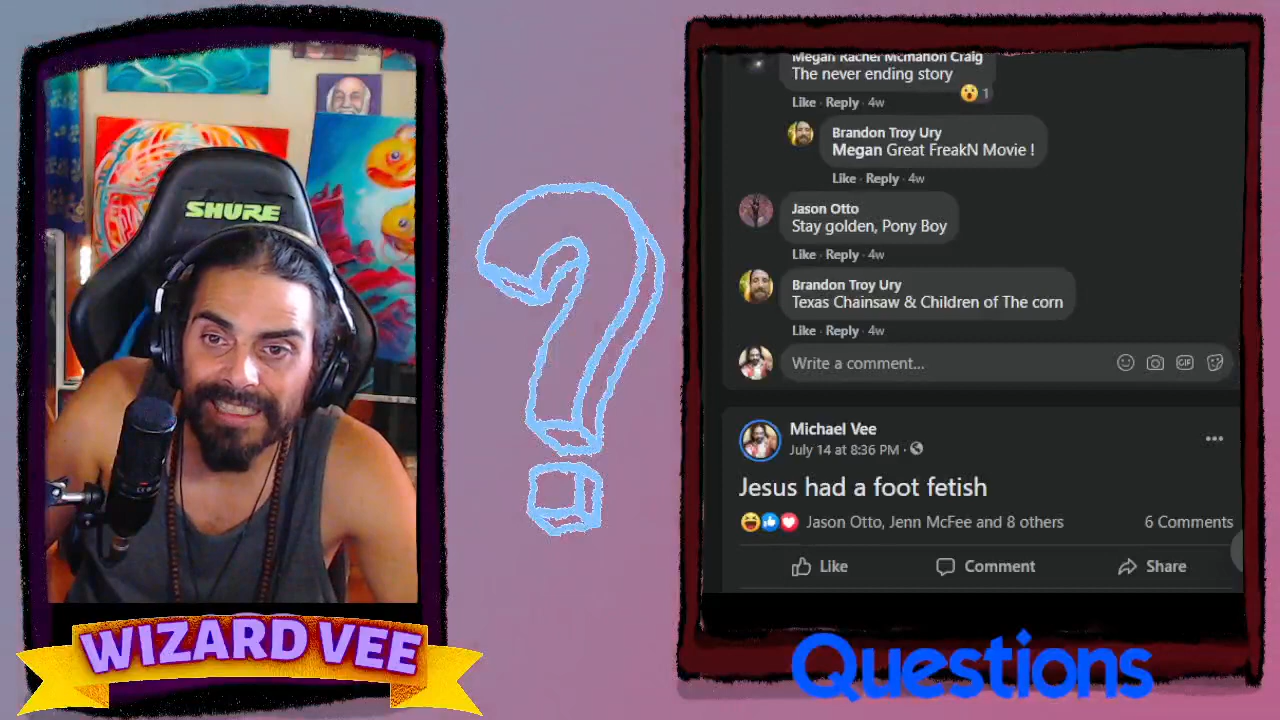 SHURE
WIZARD VEE
Megan Rachel Mcmahon Craig
The never ending story
1
Like · Reply · 4w
Brandon Troy Ury
Megan Great FreakN Movie !
Like · Reply · 4w
Jason Otto
Stay golden, Pony Boy
Like · Reply · 4w
Brandon Troy Ury
Texas Chainsaw & Children of The corn
Like · Reply · 4w
Write a comment...
GIF
Michael Vee
July 14 at 8:36 PM ·
Jesus had a foot fetish
Jason Otto, Jenn McFee and 8 others 6 Comments
Like Comment Share
Questions
?